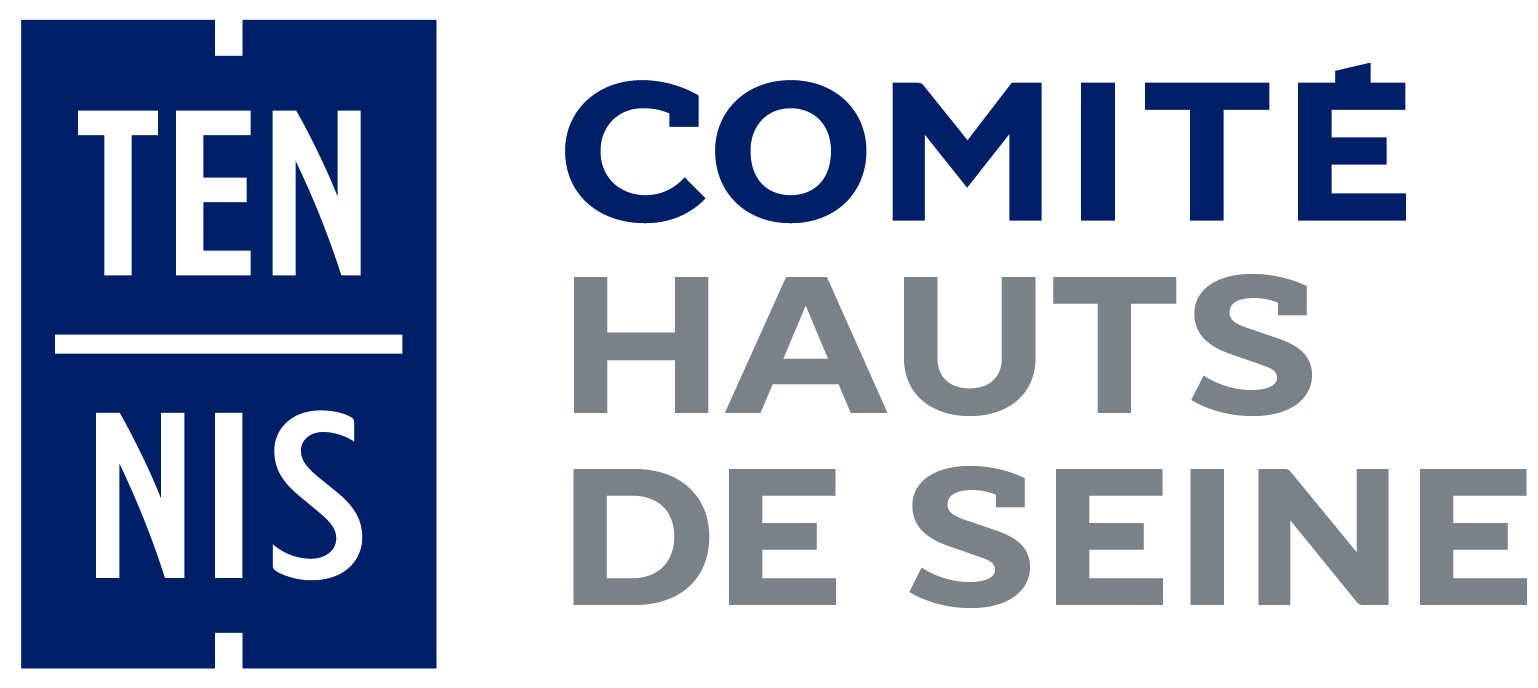 TEN
NIS
COMITÉ
HAUTS
DE SEINE